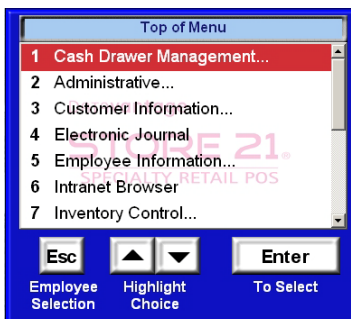 Top of Menu
1 Cash Drawer Management...
2 Administrative...
3 Customer Information...
4 Electronic Journal
STORE 21®
5 Employee Information...
SPECIALTY RETAIL POS
6 Intranet Browser
7 Inventory Control...
Esc
Enter
Employee Selection
Highlight Choice
To Select